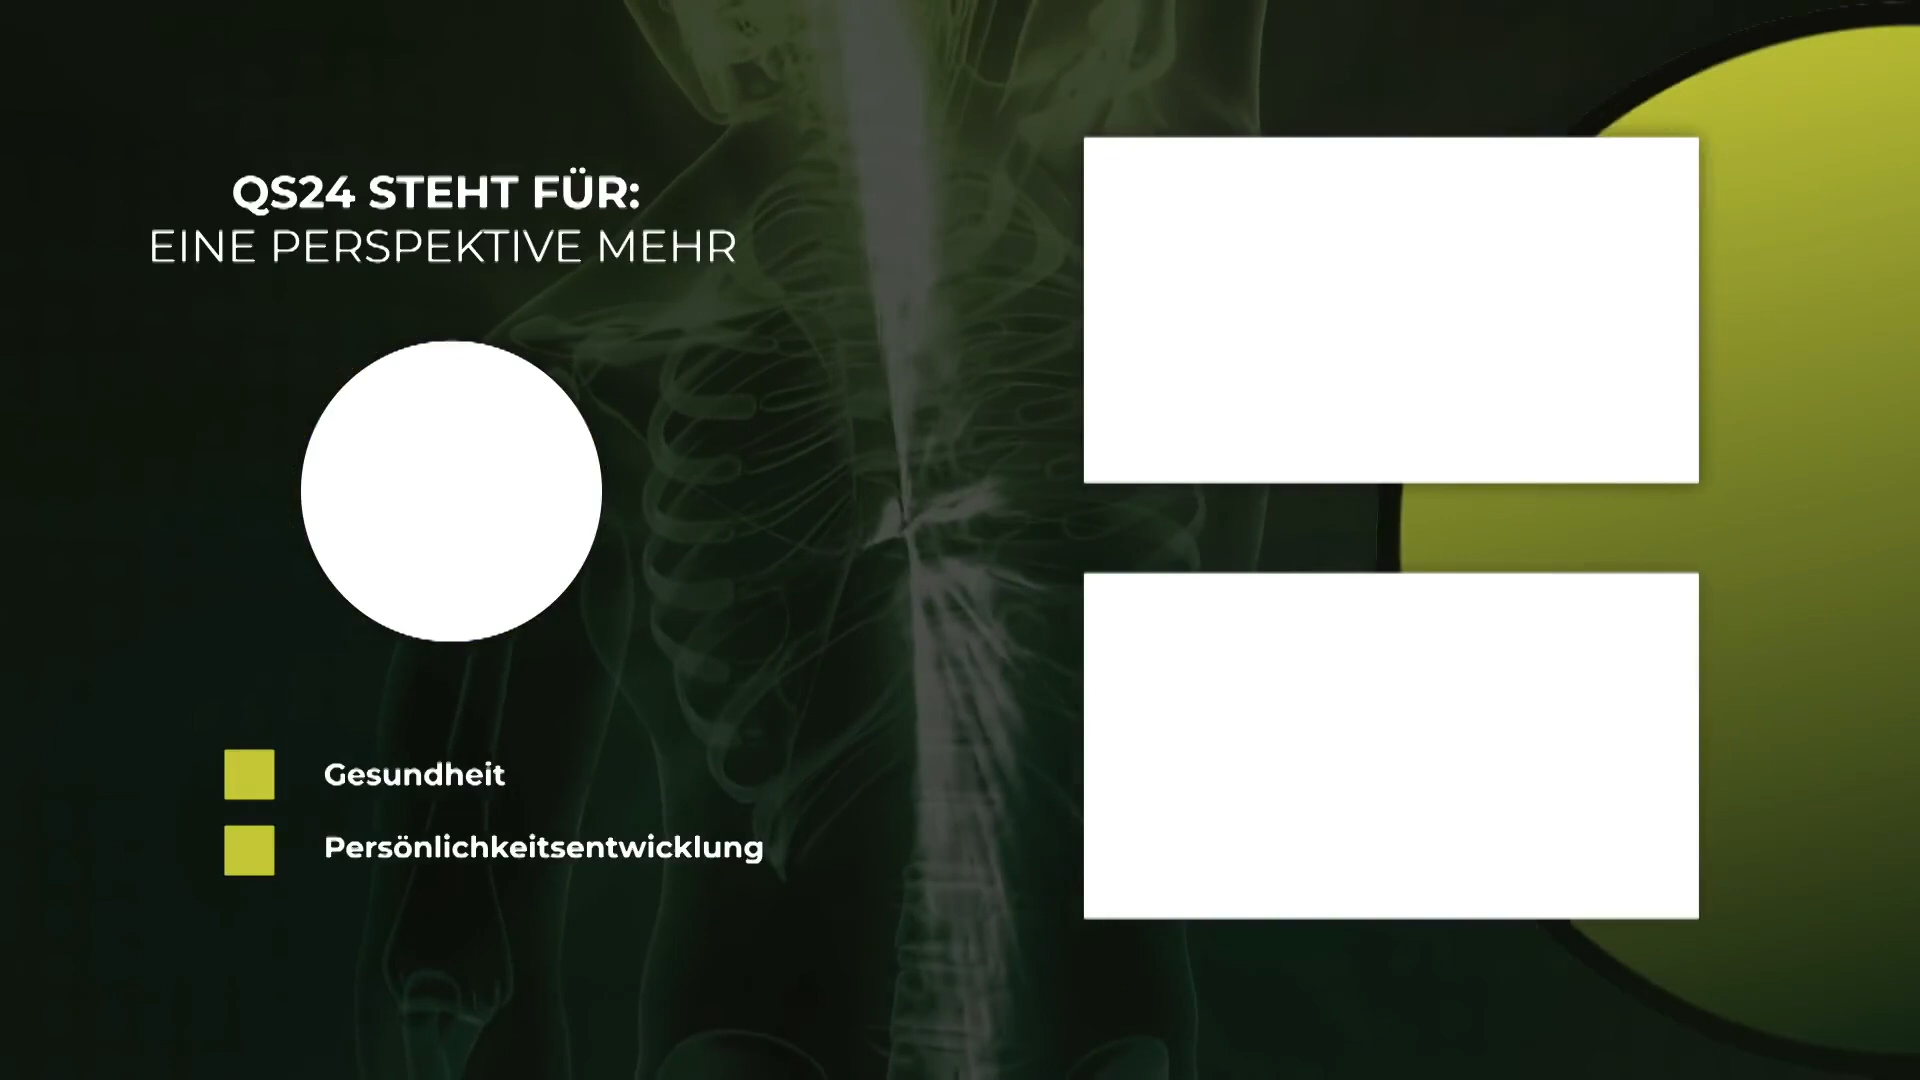 QS24 STEHT FÜR:
EINE PERSPEKTIVE MEHR
Gesundheit
Persönlichkeitsentwicklung